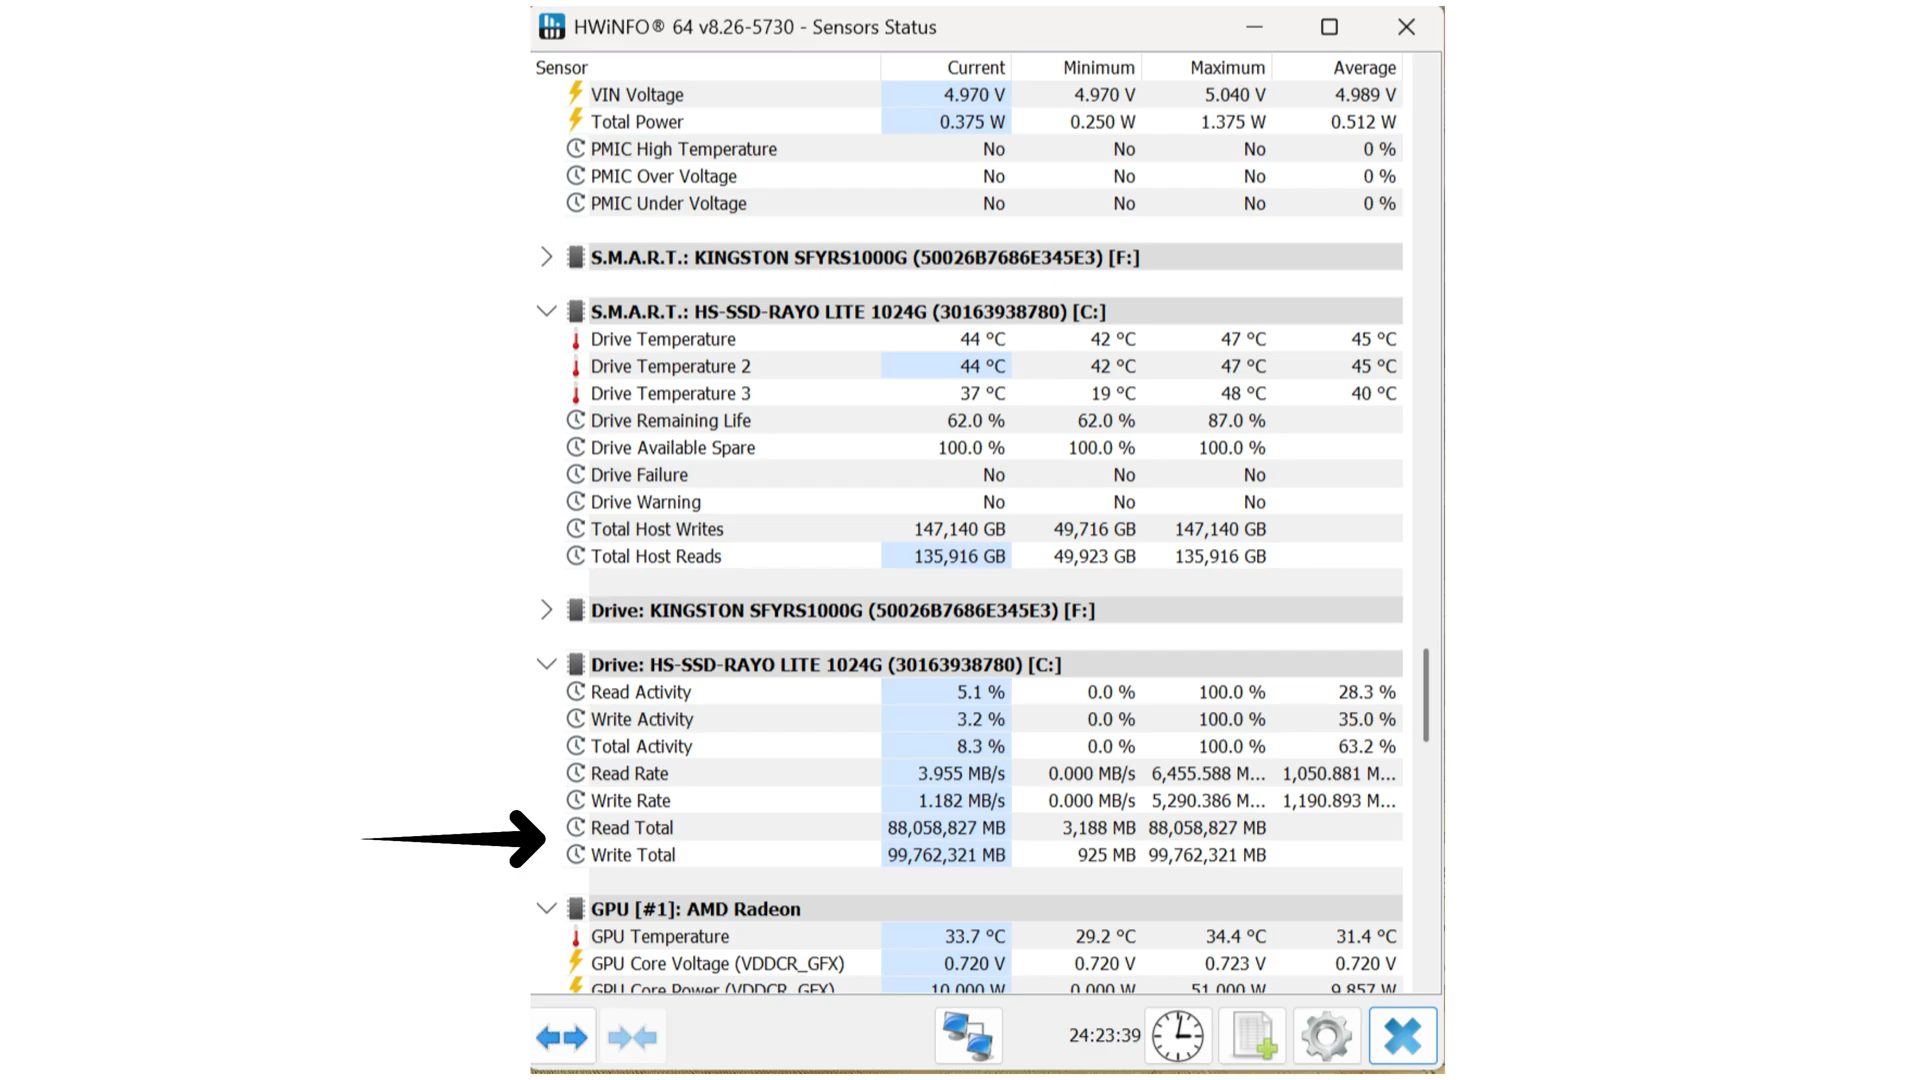 HWiNFO® 64 v8.26-5730 - Sensors Status
Sensor Current Minimum Maximum Average
VIN Voltage 4.970 V 4.970 V 5.040 V 4.989 V
Total Power 0.375 W 0.250 W 1.375 W 0.512 W
PMIC High Temperature No No No 0 %
PMIC Over Voltage No No No 0 %
PMIC Under Voltage No No No 0 %
S.M.A.R.T.: KINGSTON SFYRS1000G (50026B7686E345E3) [F:]
S.M.A.R.T.: HS-SSD-RAYO LITE 1024G (30163938780) [C:]
Drive Temperature 44 °C 42 °C 47 °C 45 °C
Drive Temperature 2 44 °C 42 °C 47 °C 45 °C
Drive Temperature 3 37 °C 19 °C 48 °C 40 °C
Drive Remaining Life 62.0 % 62.0 % 87.0 %
Drive Available Spare 100.0 % 100.0 % 100.0 %
Drive Failure No No No
Drive Warning No No No
Total Host Writes 147,140 GB 49,716 GB 147,140 GB
Total Host Reads 135,916 GB 49,923 GB 135,916 GB
Drive: KINGSTON SFYRS1000G (50026B7686E345E3) [F:]
Drive: HS-SSD-RAYO LITE 1024G (30163938780) [C:]
Read Activity 5.1 % 0.0 % 100.0 % 28.3 %
Write Activity 3.2 % 0.0 % 100.0 % 35.0 %
Total Activity 8.3 % 0.0 % 100.0 % 63.2 %
Read Rate 3.955 MB/s 0.000 MB/s 6,455.588 M... 1,050.881 M...
Write Rate 1.182 MB/s 0.000 MB/s 5,290.386 M... 1,190.893 M...
Read Total 88,058,827 MB 3,188 MB 88,058,827 MB
Write Total 99,762,321 MB 925 MB 99,762,321 MB
GPU [#1]: AMD Radeon
GPU Temperature 33.7 °C 29.2 °C 34.4 °C 31.4 °C
GPU Core Voltage (VDDCR_GFX) 0.720 V 0.720 V 0.723 V 0.720 V
GPU Core Power (VDDCR_GFX) 10.000 W 0.000 W 51.000 W 9.857 W
24:23:39